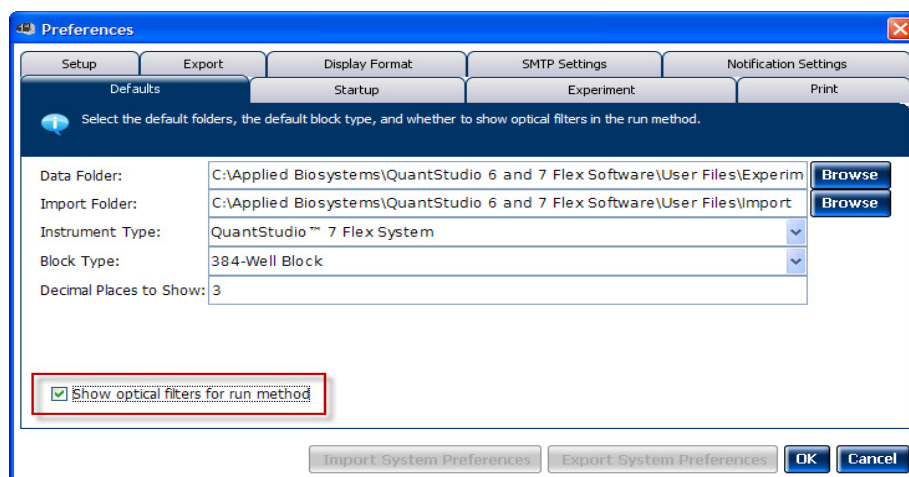 Preferences
Setup Export Display Format SMTP Settings Notification Settings
Defaults Startup Experiment Print
Select the default folders, the default block type, and whether to show optical filters in the run method.
Data Folder: C:\Applied Biosystems\QuantStudio 6 and 7 Flex Software\User Files\Experim Browse
Import Folder: C:\Applied Biosystems\QuantStudio 6 and 7 Flex Software\User Files\Import Browse
Instrument Type: QuantStudio™ 7 Flex System
Block Type: 384-Well Block
Decimal Places to Show: 3
Show optical filters for run method
Import System Preferences Export System Preferences OK Cancel